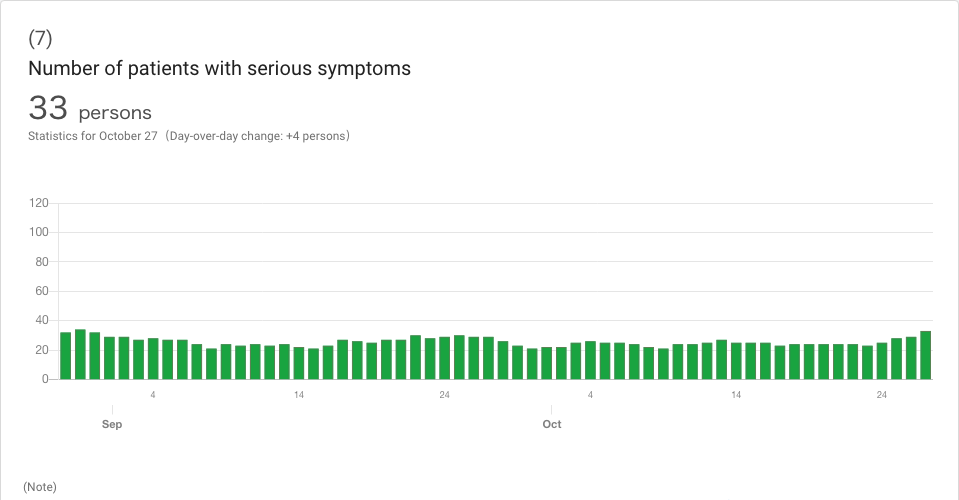 (7)
Number of patients with serious symptoms
33 persons
Statistics for October 27 (Day-over-day change: +4 persons)
120
100
80
60
40
20
0
4 14 24 4 14 24
Sep Oct
(Note)